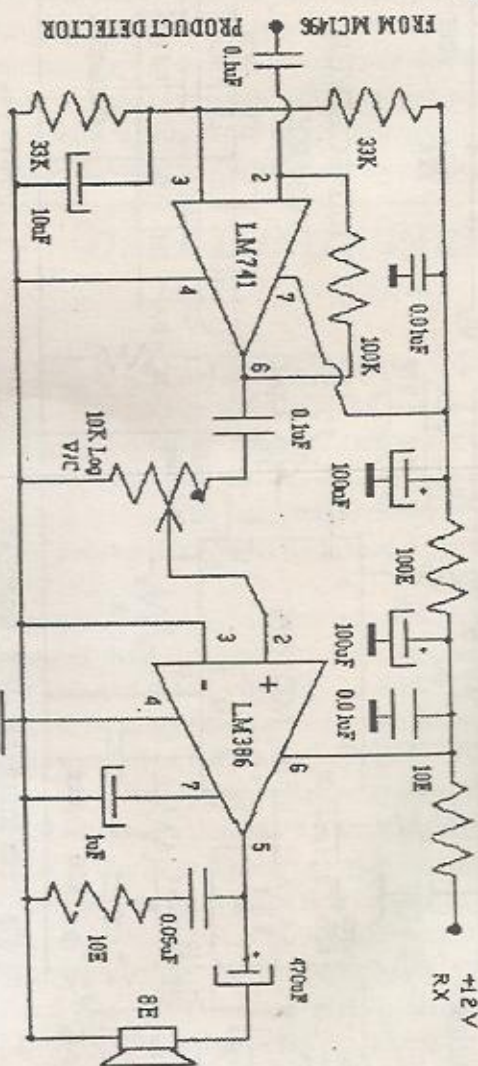 FROM MC1496
PRODUCT DETECTOR
0.1uF
33K
10uF
33K
3
2
LM741
4
7
6
100K
0.01uF
0.1uF
10K Log
V/C
100uF
100E
100uF
0.01uF
10E
+12V
RX
3
2
-
+
LM386
4
6
7
5
1uF
10E
0.05uF
+
470uF
8E